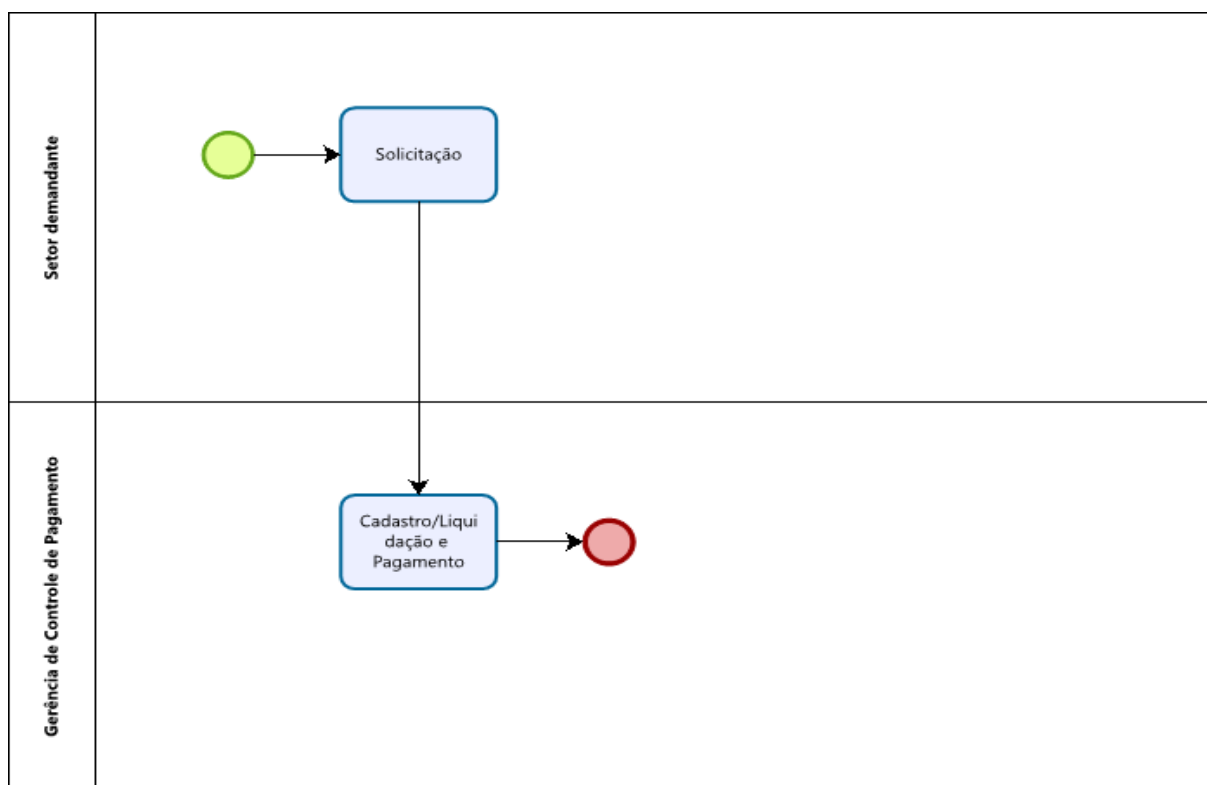 Setor demandante
Solicitação
Gerência de Controle de Pagamento
Cadastro/Liqui
dação e
Pagamento